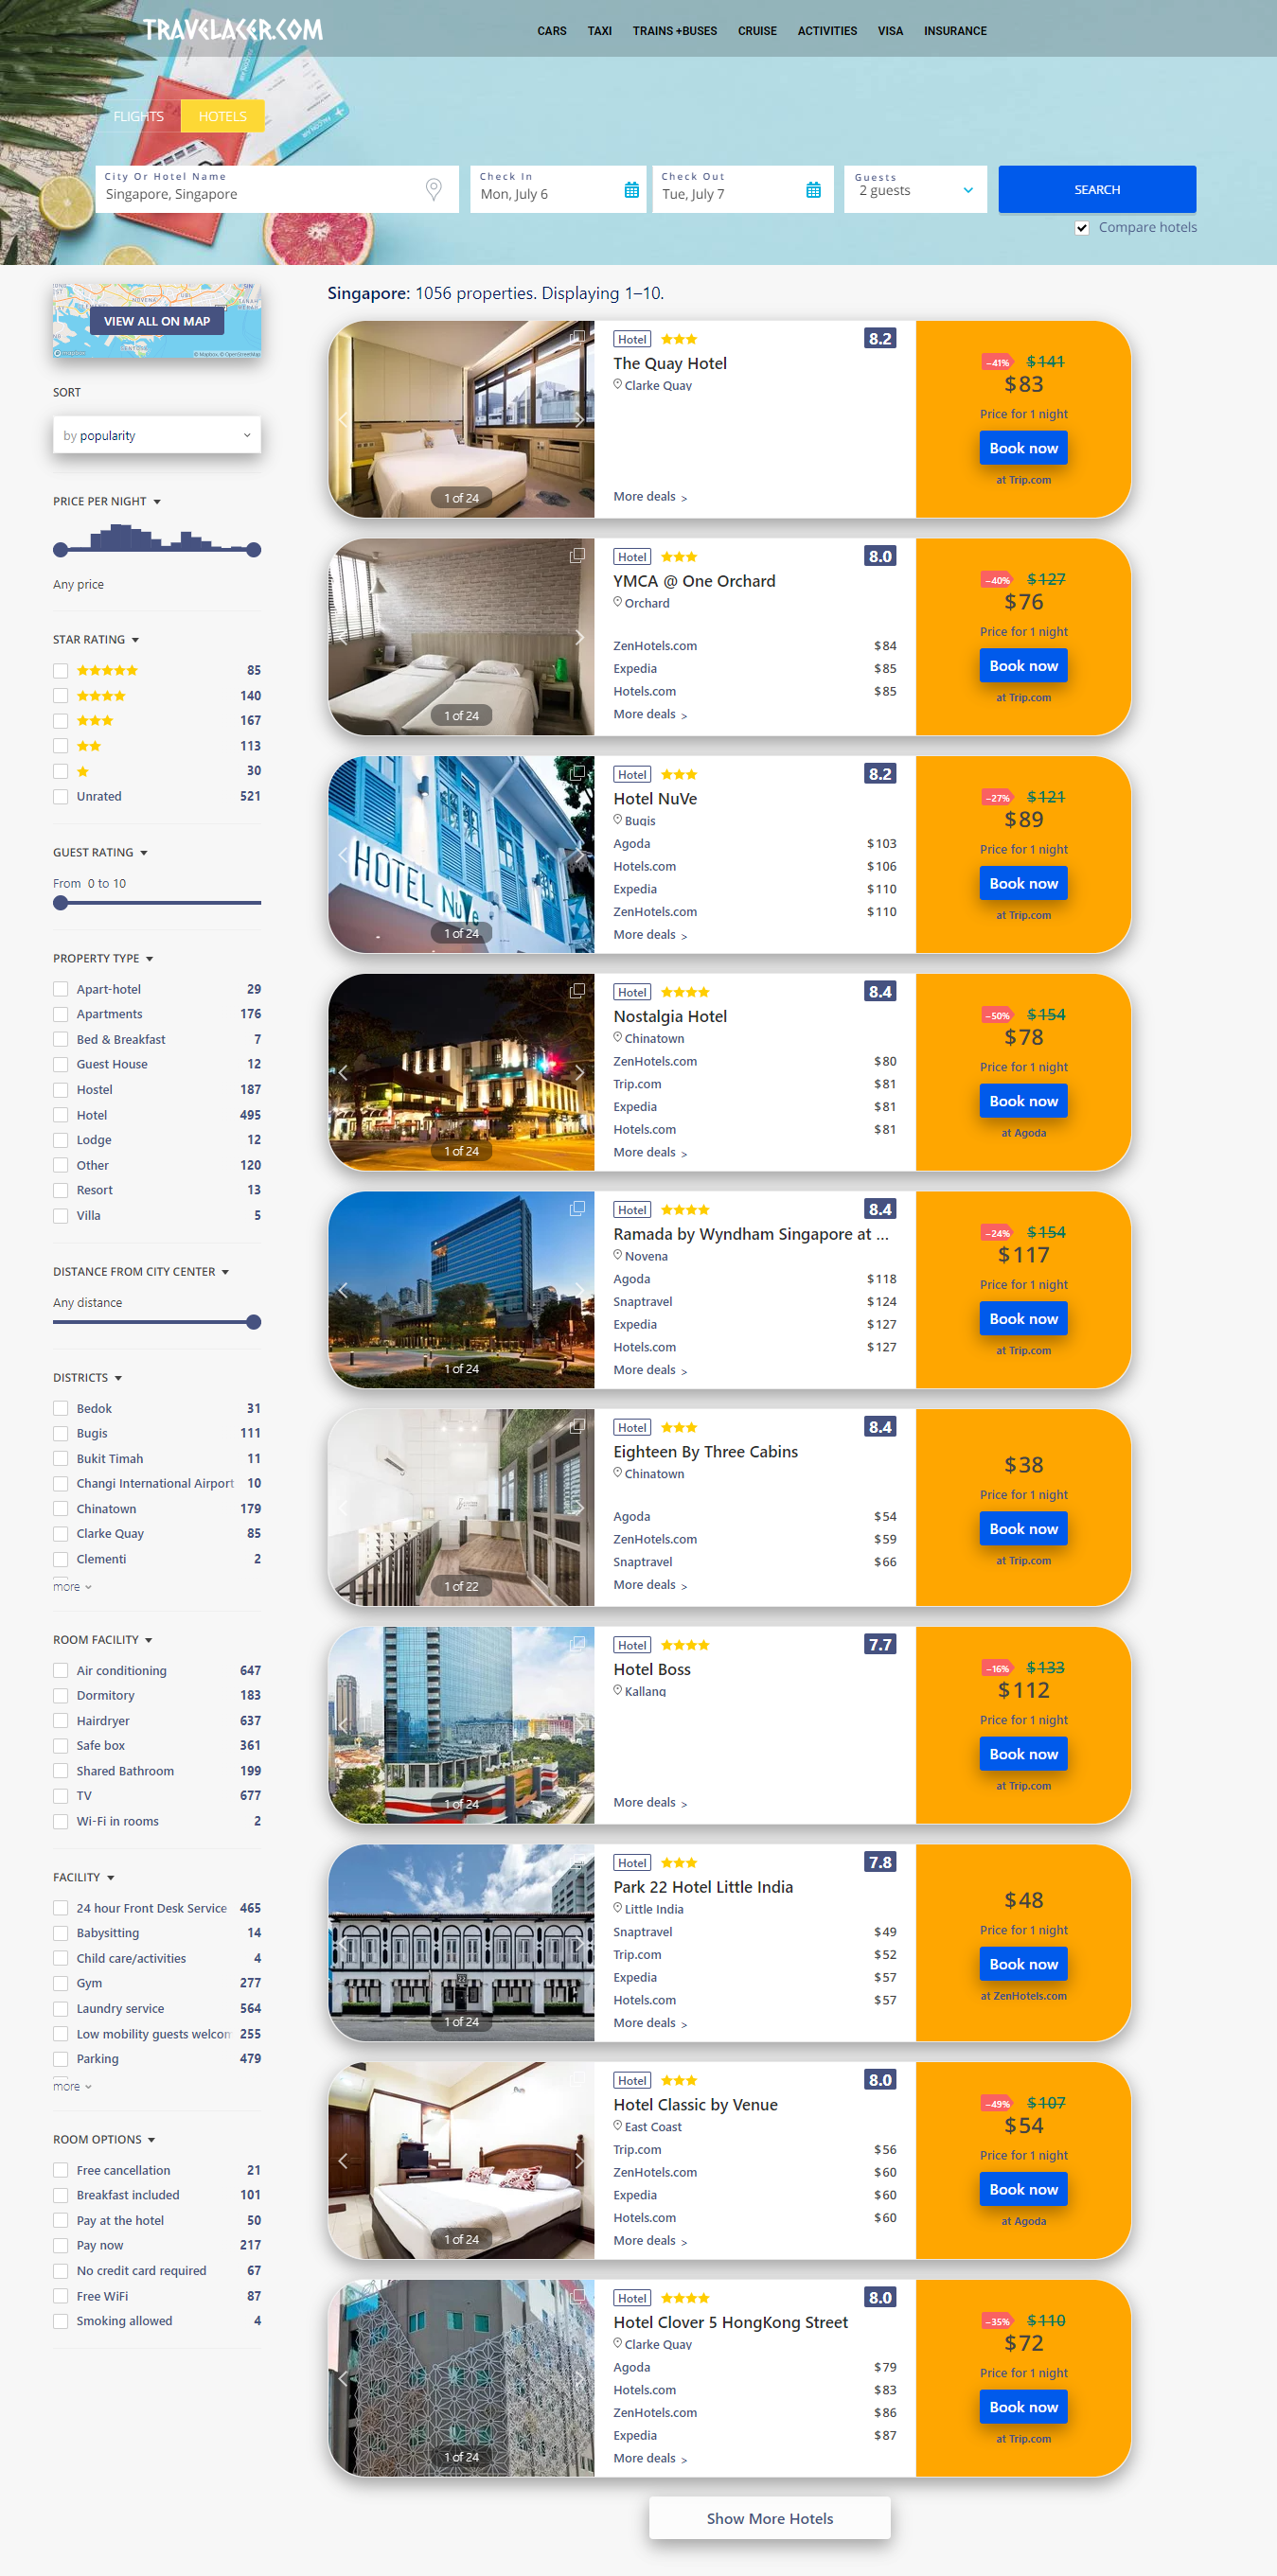 TRAVELACER.COM
CARS TAXI TRAINS +BUSES CRUISE ACTIVITIES VISA INSURANCE
FLIGHTS HOTELS
City Or Hotel Name
Singapore, Singapore
Check In
Mon, July 6
Check Out
Tue, July 7
Guests
2 guests
SEARCH
Compare hotels
VIEW ALL ON MAP
SORT
by popularity
PRICE PER NIGHT
Any price
STAR RATING
85
140
167
113
30
Unrated 521
GUEST RATING
From 0 to 10
PROPERTY TYPE
Apart-hotel 29
Apartments 176
Bed & Breakfast 7
Guest House 12
Hostel 187
Hotel 495
Lodge 12
Other 120
Resort 13
Villa 5
DISTANCE FROM CITY CENTER
Any distance
DISTRICTS
Bedok 31
Bugis 111
Bukit Timah 11
Changi International Airport 10
Chinatown 179
Clarke Quay 85
Clementi 2
more
ROOM FACILITY
Air conditioning 647
Dormitory 183
Hairdryer 637
Safe box 361
Shared Bathroom 199
TV 677
Wi-Fi in rooms 2
FACILITY
24 hour Front Desk Service 465
Babysitting 14
Child care/activities 4
Gym 277
Laundry service 564
Low mobility guests welcom 255
Parking 479
more
ROOM OPTIONS
Free cancellation 21
Breakfast included 101
Pay at the hotel 50
Pay now 217
No credit card required 67
Free WiFi 87
Smoking allowed 4
Singapore: 1056 properties. Displaying 1–10.
1 of 24
Hotel 8.2
The Quay Hotel
Clarke Quay
More deals >
−41% $141
$83
Price for 1 night
Book now
at Trip.com
1 of 24
Hotel 8.0
YMCA @ One Orchard
Orchard
ZenHotels.com $84
Expedia $85
Hotels.com $85
More deals >
−40% $127
$76
Price for 1 night
Book now
at Trip.com
HOTEL NuVe
1 of 24
Hotel 8.2
Hotel NuVe
Bugis
Agoda $103
Hotels.com $106
Expedia $110
ZenHotels.com $110
More deals >
−27% $121
$89
Price for 1 night
Book now
at Trip.com
1 of 24
Hotel 8.4
Nostalgia Hotel
Chinatown
ZenHotels.com $80
Trip.com $81
Expedia $81
Hotels.com $81
More deals >
−50% $154
$78
Price for 1 night
Book now
at Agoda
1 of 24
Hotel 8.4
Ramada by Wyndham Singapore at ...
Novena
Agoda $118
Snaptravel $124
Expedia $127
Hotels.com $127
More deals >
−24% $154
$117
Price for 1 night
Book now
at Trip.com
1 of 22
Hotel 8.4
Eighteen By Three Cabins
Chinatown
Agoda $54
ZenHotels.com $59
Snaptravel $66
More deals >
$38
Price for 1 night
Book now
at Trip.com
1 of 24
Hotel 7.7
Hotel Boss
Kallang
More deals >
−16% $133
$112
Price for 1 night
Book now
at Trip.com
22
1 of 24
Hotel 7.8
Park 22 Hotel Little India
Little India
Snaptravel $49
Trip.com $52
Expedia $57
Hotels.com $57
More deals >
$48
Price for 1 night
Book now
at ZenHotels.com
1 of 24
Hotel 8.0
Hotel Classic by Venue
East Coast
Trip.com $56
ZenHotels.com $60
Expedia $60
Hotels.com $60
More deals >
−49% $107
$54
Price for 1 night
Book now
at Agoda
1 of 24
Hotel 8.0
Hotel Clover 5 HongKong Street
Clarke Quay
Agoda $79
Hotels.com $83
ZenHotels.com $86
Expedia $87
More deals >
−35% $110
$72
Price for 1 night
Book now
at Trip.com
Show More Hotels